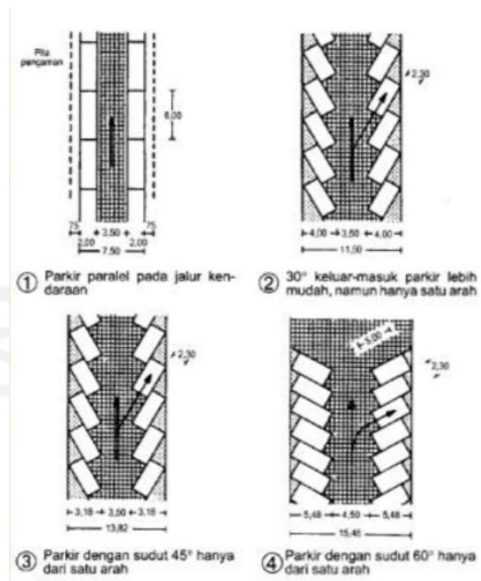 Pita
pengaman
2,30
6,00
75
3,50
75
2,00
2,00
7,50
4,00
3,50
4,00
11,50
① Parkir paralel pada jalur ken-
daraan
② 30° keluar-masuk parkir lebih
mudah, namun hanya satu arah
5,00
2,30
2,30
3,18
3,50
3,18
13,82
5,48
4,50
5,48
15,46
③ Parkir dengan sudut 45° hanya
dari satu arah
④ Parkir dengan sudut 60° hanya
dari satu arah